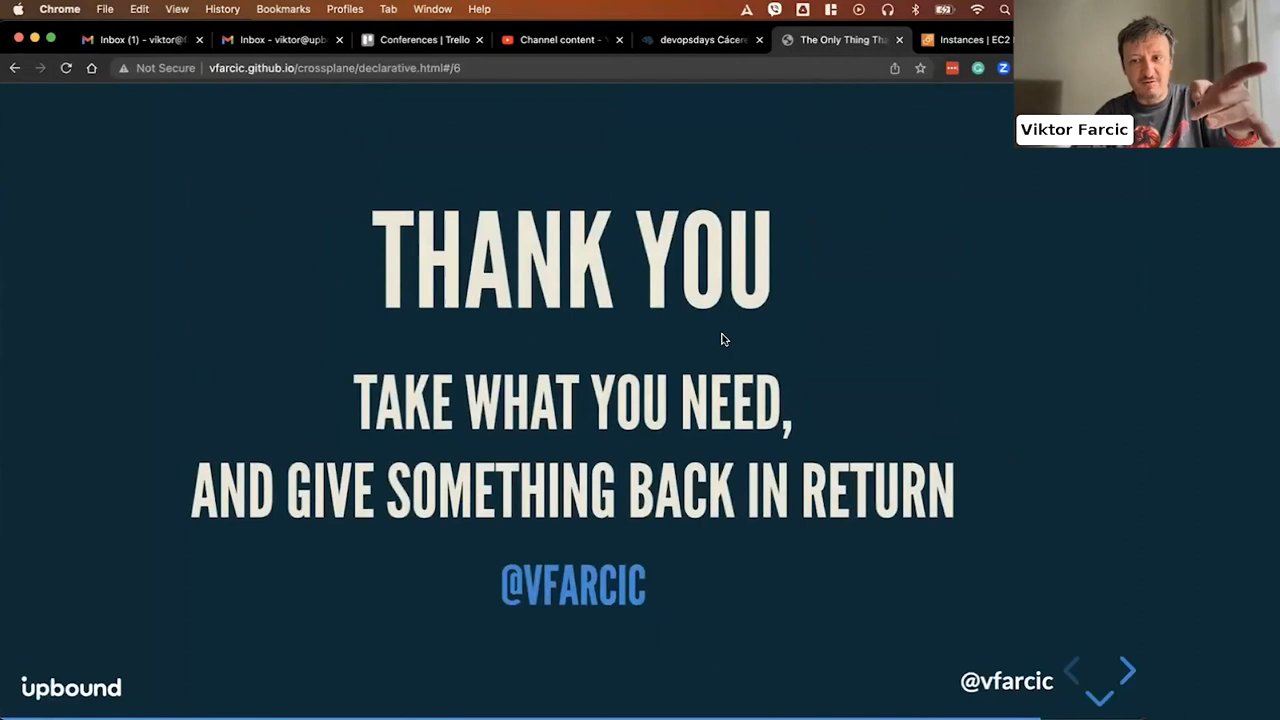 Chrome File Edit View History Bookmarks Profiles Tab Window Help
Inbox (1) - viktor@f
Inbox - viktor@upb
Conferences | Trello
Channel content -
devopsdays Cácere
The Only Thing Tha
Instances | EC2
Not Secure vfarcic.github.io/crossplane/declarative.html#/6
Viktor Farcic
THANK YOU
TAKE WHAT YOU NEED,
AND GIVE SOMETHING BACK IN RETURN
@VFARCIC
upbound
@vfarcic